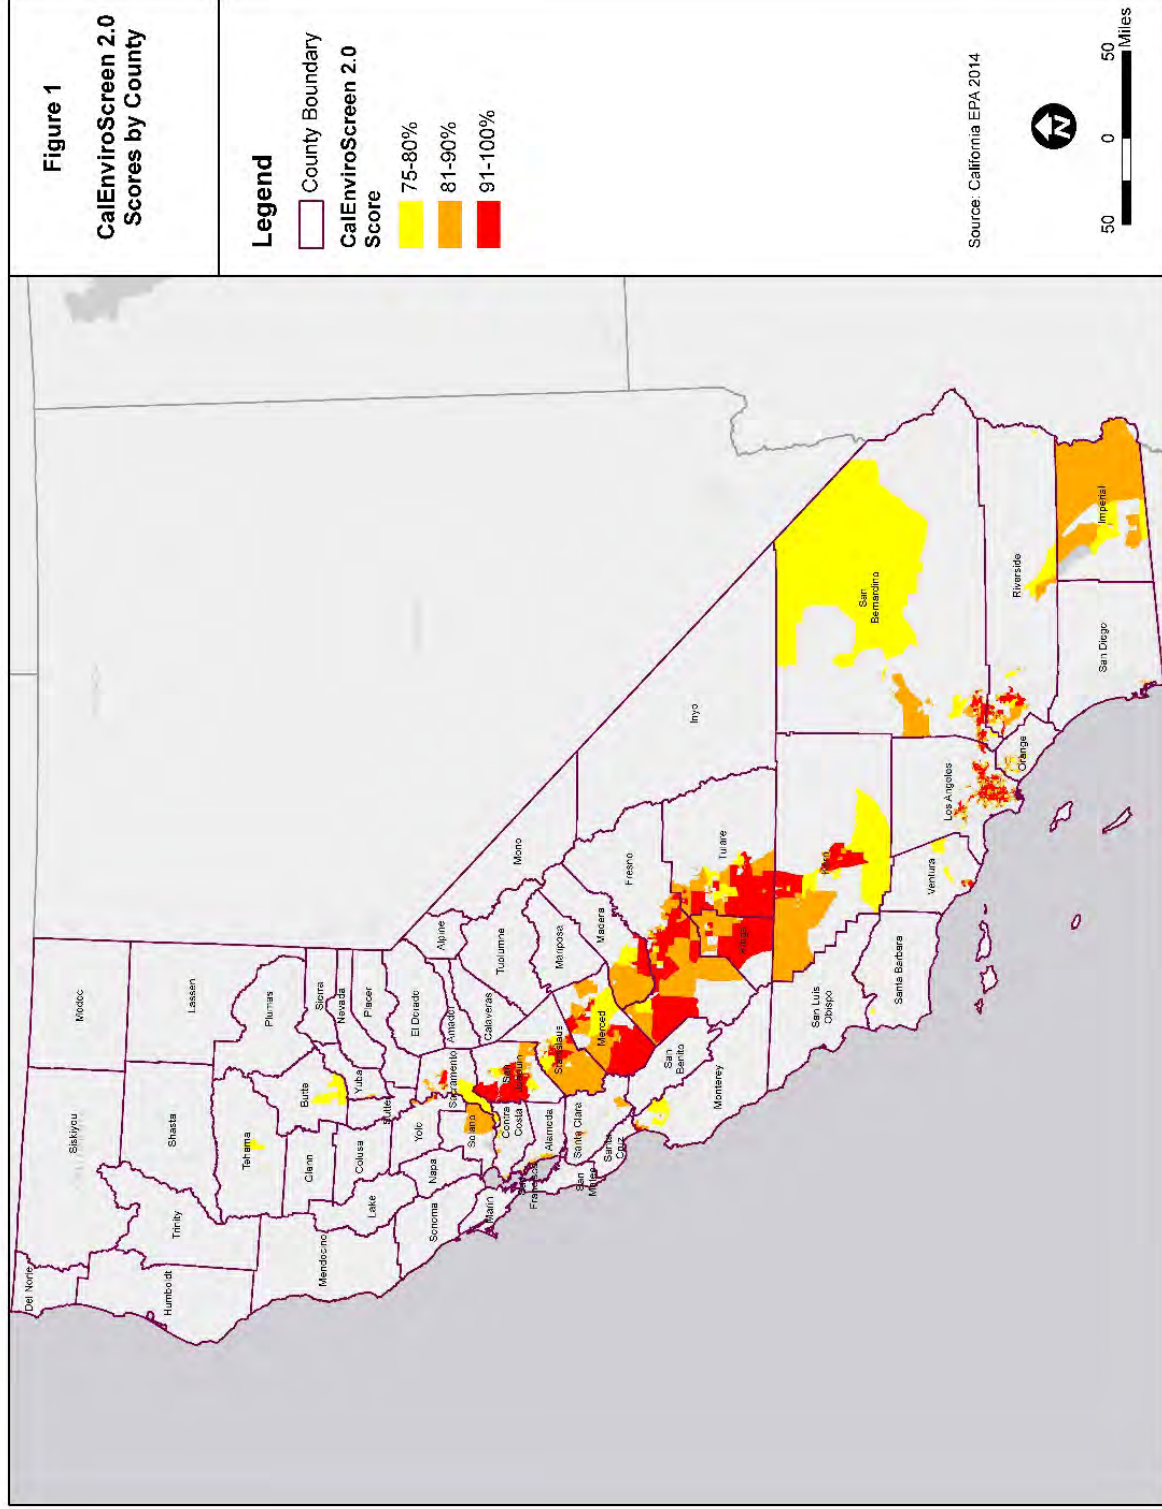 Figure 1
CalEnviroScreen 2.0
Scores by County
Legend
County Boundary
CalEnviroScreen 2.0
Score
75-80%
81-90%
91-100%
Source: California EPA 2014
N
50
0
50
Miles
Del Norte
Siskiyou
Modoc
Humboldt
Trinity
Shasta
Lassen
Tehama
Plumas
Mendocino
Glenn
Butte
Sierra
Lake
Colusa
Sutter
Yuba
Nevada
Placer
Sonoma
Napa
Yolo
El Dorado
Sacramento
Amador
Alpine
Marin
Solano
Calaveras
Contra
Costa
San
Joaquin
Tuolumne
Mono
San
Francisco
Alameda
Stanislaus
Mariposa
San
Mateo
Santa Clara
Merced
Madera
Santa
Cruz
San
Benito
Fresno
Inyo
Monterey
Kings
Tulare
San Luis
Obispo
Kern
San
Bernardino
Santa Barbara
Ventura
Los Angeles
Orange
Riverside
San Diego
Imperial